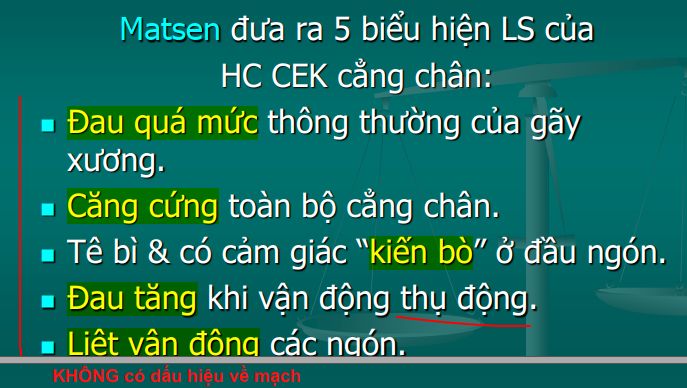 Matsen đưa ra 5 biểu hiện LS của
HC CEK cẳng chân:
Đau quá mức thông thường của gãy
xương.
Căng cứng toàn bộ cẳng chân.
Tê bì & có cảm giác “kiến bò” ở đầu ngón.
Đau tăng khi vận động thụ động.
Liệt vận động các ngón.
KHÔNG có dấu hiệu về mạch